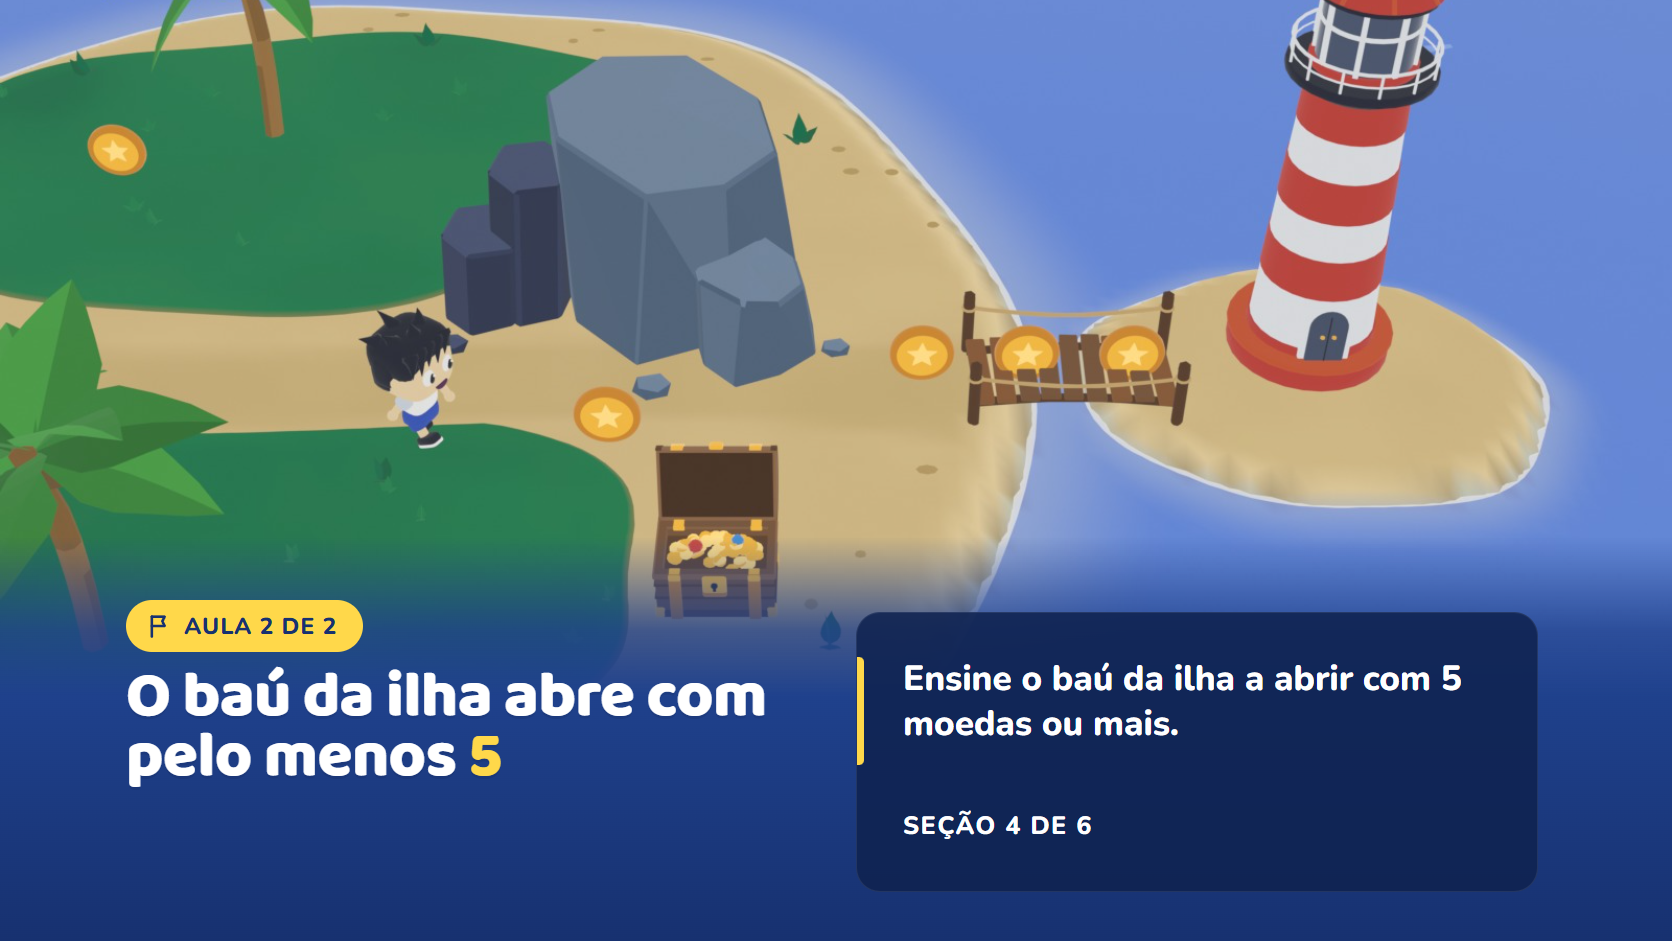 AULA 2 DE 2
O baú da ilha abre com
pelo menos 5
Ensine o baú da ilha a abrir com 5
moedas ou mais.
SEÇÃO 4 DE 6